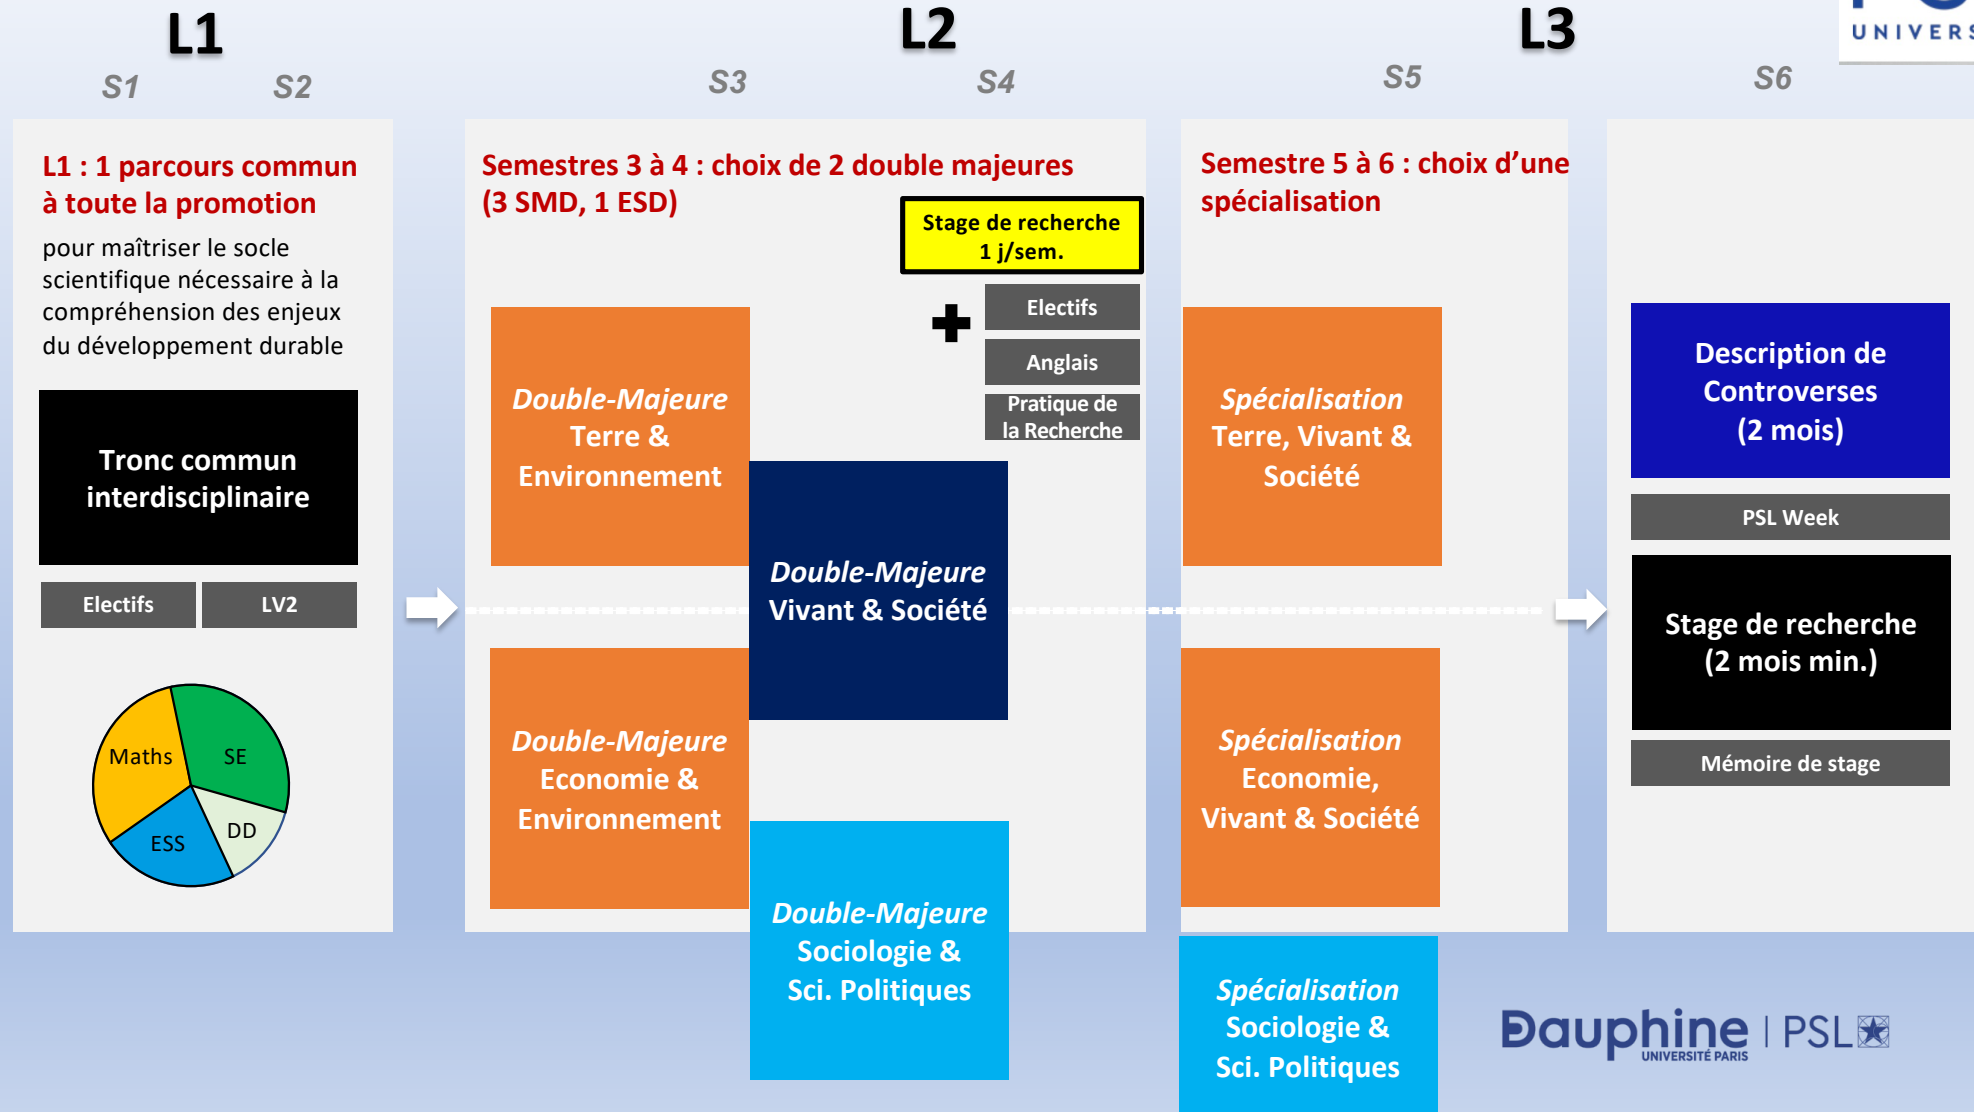 L1
L2
L3
S1
S2
S3
S4
S5
S6
L1 : 1 parcours commun
à toute la promotion
pour maîtriser le socle
scientifique nécessaire à la
compréhension des enjeux
du développement durable
Tronc commun
interdisciplinaire
Electifs
LV2
Maths
SE
DD
ESS
Semestres 3 à 4 : choix de 2 double majeures
(3 SMD, 1 ESD)
Stage de recherche
1 j/sem.
Electifs
Anglais
Pratique de
la Recherche
Double-Majeure
Terre &
Environnement
Double-Majeure
Vivant & Société
Double-Majeure
Economie &
Environnement
Double-Majeure
Sociologie &
Sci. Politiques
Semestre 5 à 6 : choix d’une
spécialisation
Spécialisation
Terre, Vivant &
Société
Spécialisation
Economie,
Vivant & Société
Spécialisation
Sociologie &
Sci. Politiques
Description de
Controverses
(2 mois)
PSL Week
Stage de recherche
(2 mois min.)
Mémoire de stage
Dauphine | PSL
UNIVERSITÉ PARIS